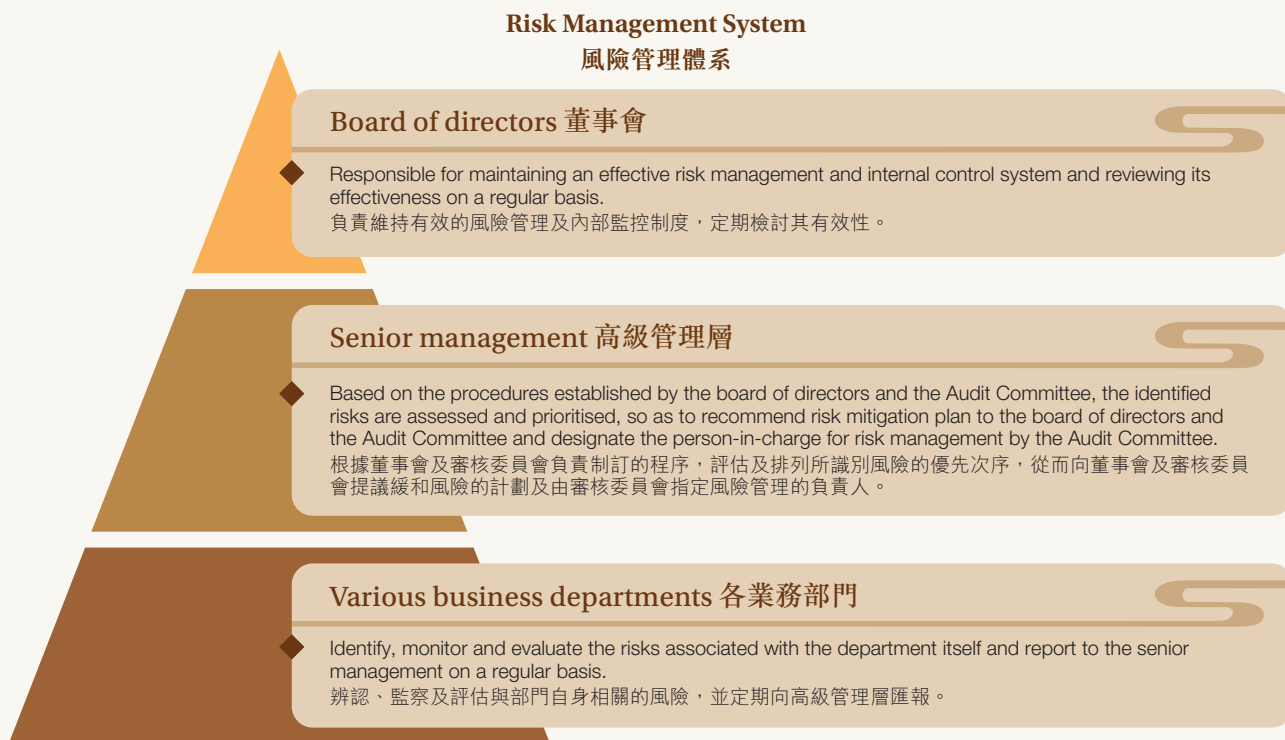 Risk Management System
風險管理體系
Board of directors 董事會
Responsible for maintaining an effective risk management and internal control system and reviewing its
effectiveness on a regular basis.
負責維持有效的風險管理及內部監控制度，定期檢討其有效性。
Senior management 高級管理層
Based on the procedures established by the board of directors and the Audit Committee, the identified
risks are assessed and prioritised, so as to recommend risk mitigation plan to the board of directors and
the Audit Committee and designate the person-in-charge for risk management by the Audit Committee.
根據董事會及審核委員會負責制訂的程序，評估及排列所識別風險的優先次序，從而向董事會及審核委員
會提議緩和風險的計劃及由審核委員會指定風險管理的負責人。
Various business departments 各業務部門
Identify, monitor and evaluate the risks associated with the department itself and report to the senior
management on a regular basis.
辨認、監察及評估與部門自身相關的風險，並定期向高級管理層匯報。